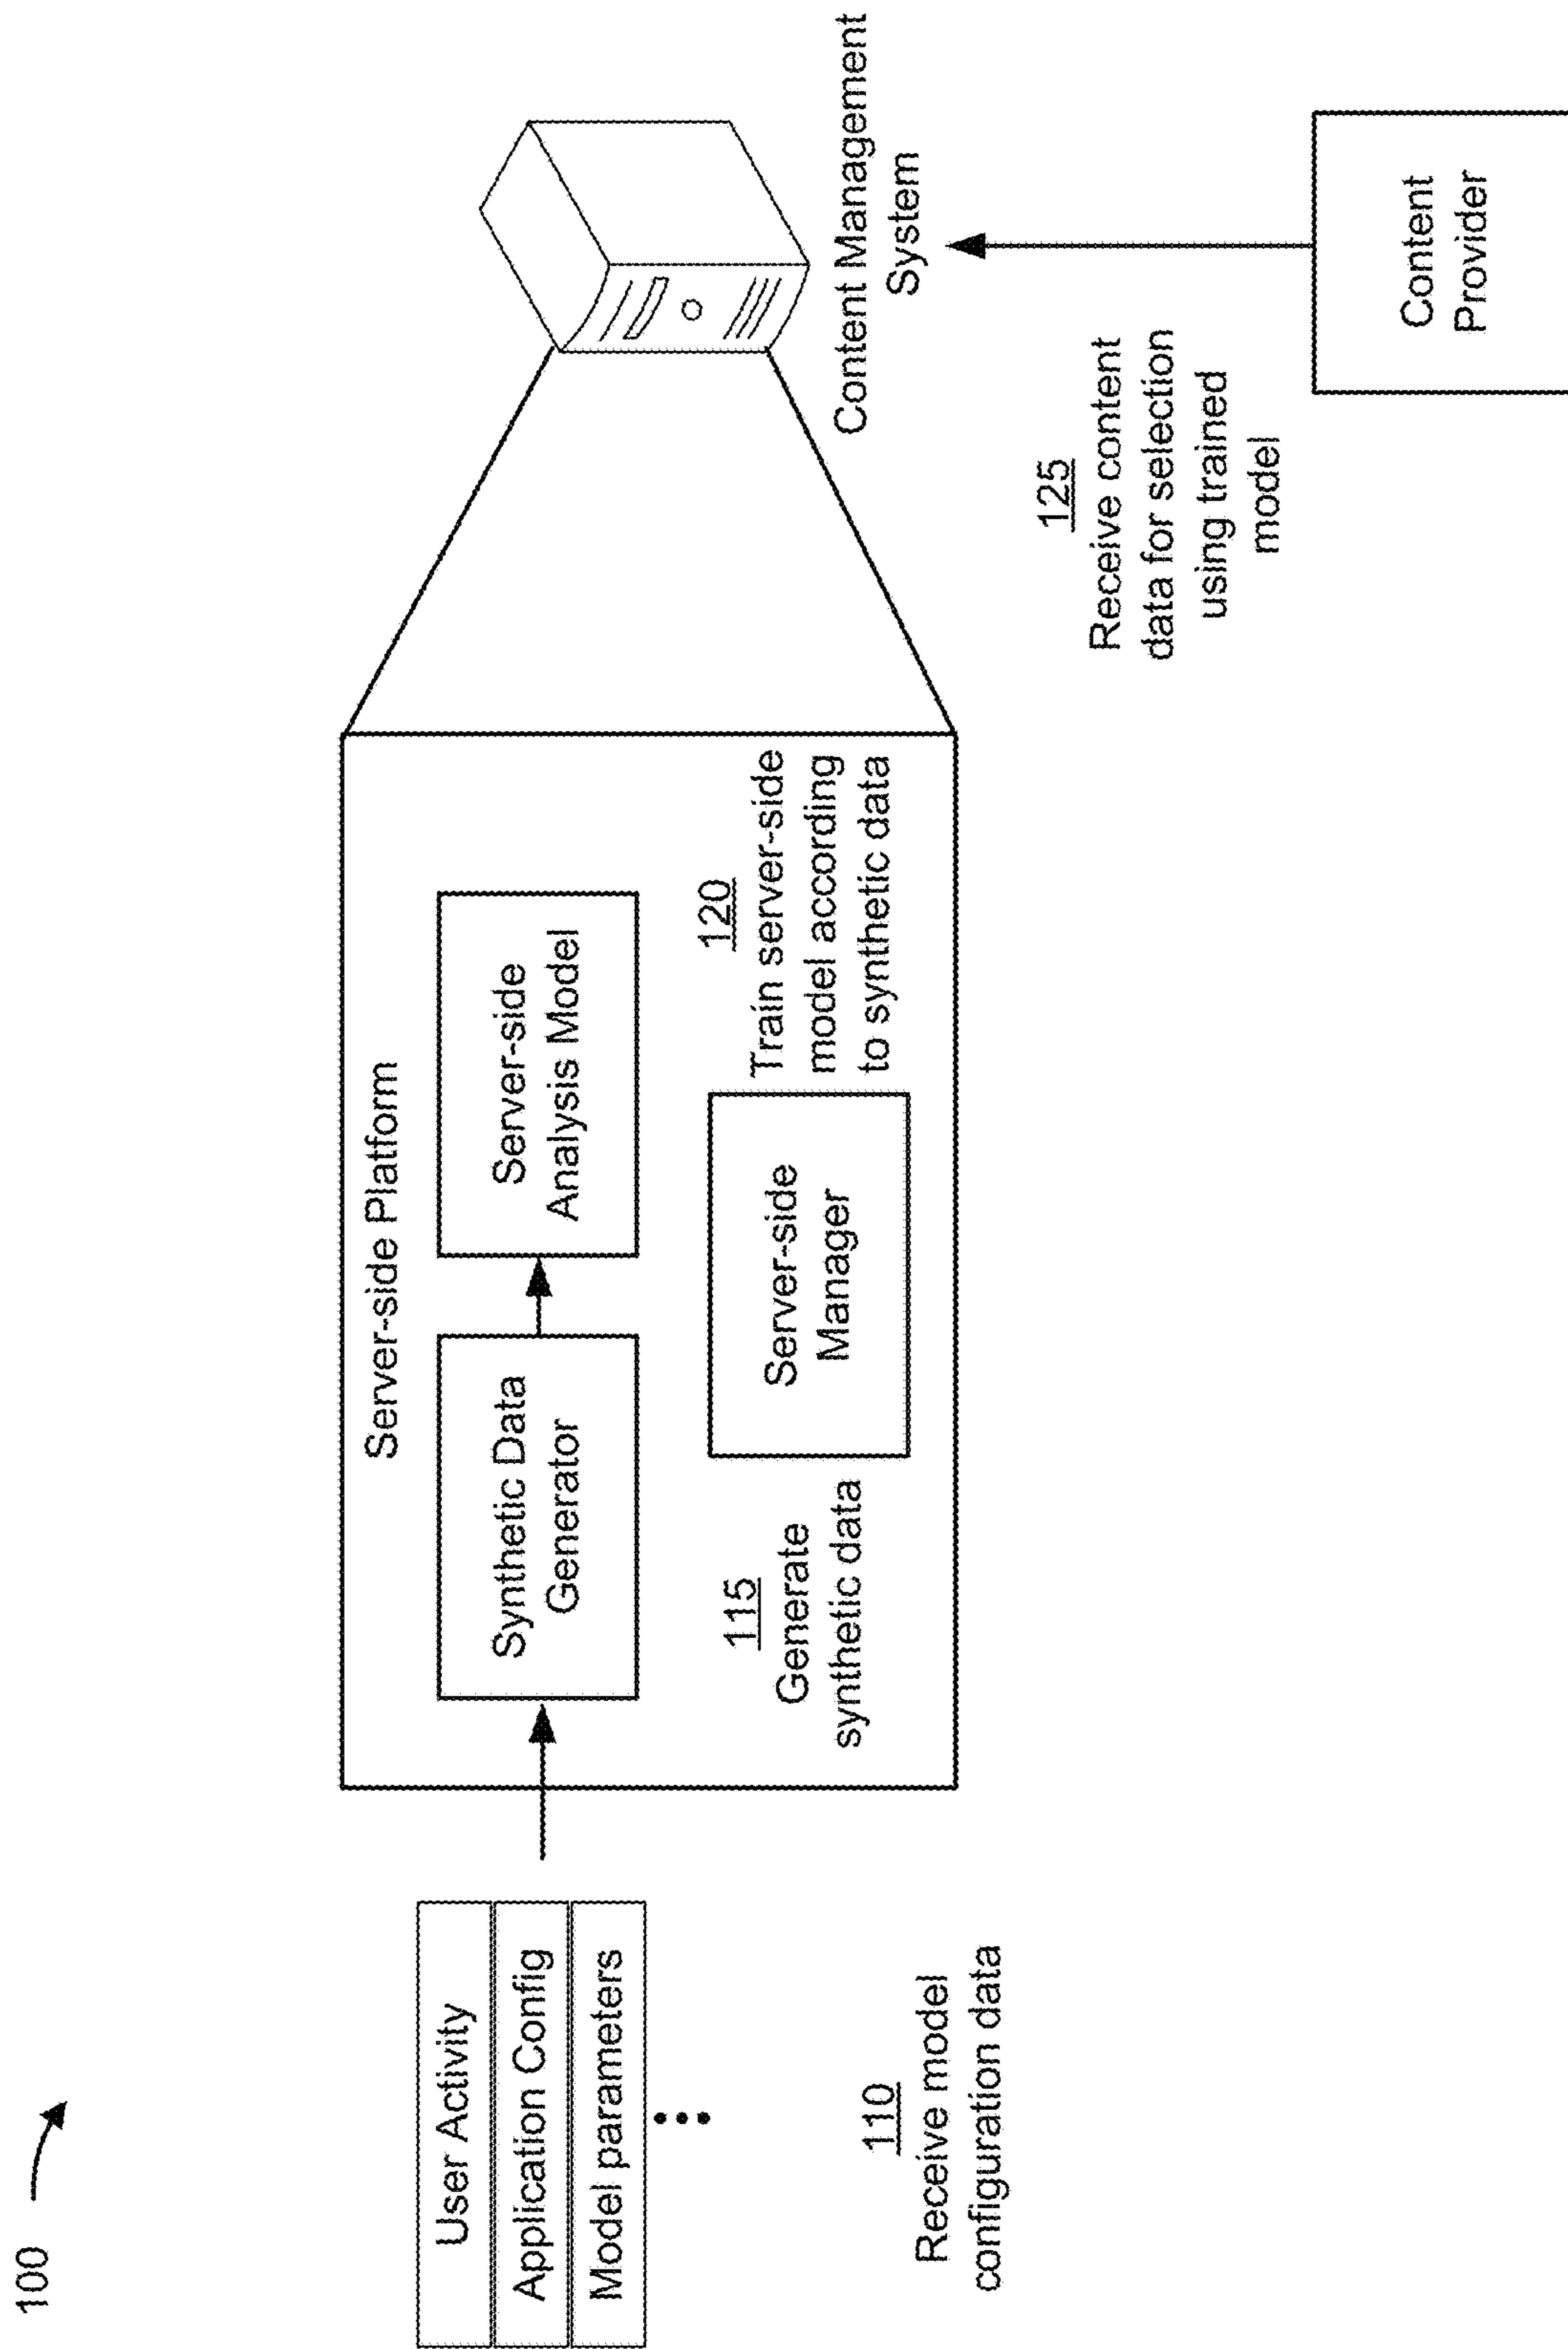 100
User Activity
Application Config
Model parameters
110
Receive model
configuration data
Server-side Platform
Synthetic Data
Generator
Server-side
Analysis Model
115
Generate
synthetic data
Server-side
Manager
120
Train server-side
model according
to synthetic data
Content Management
System
125
Receive content
data for selection
using trained
model
Content
Provider